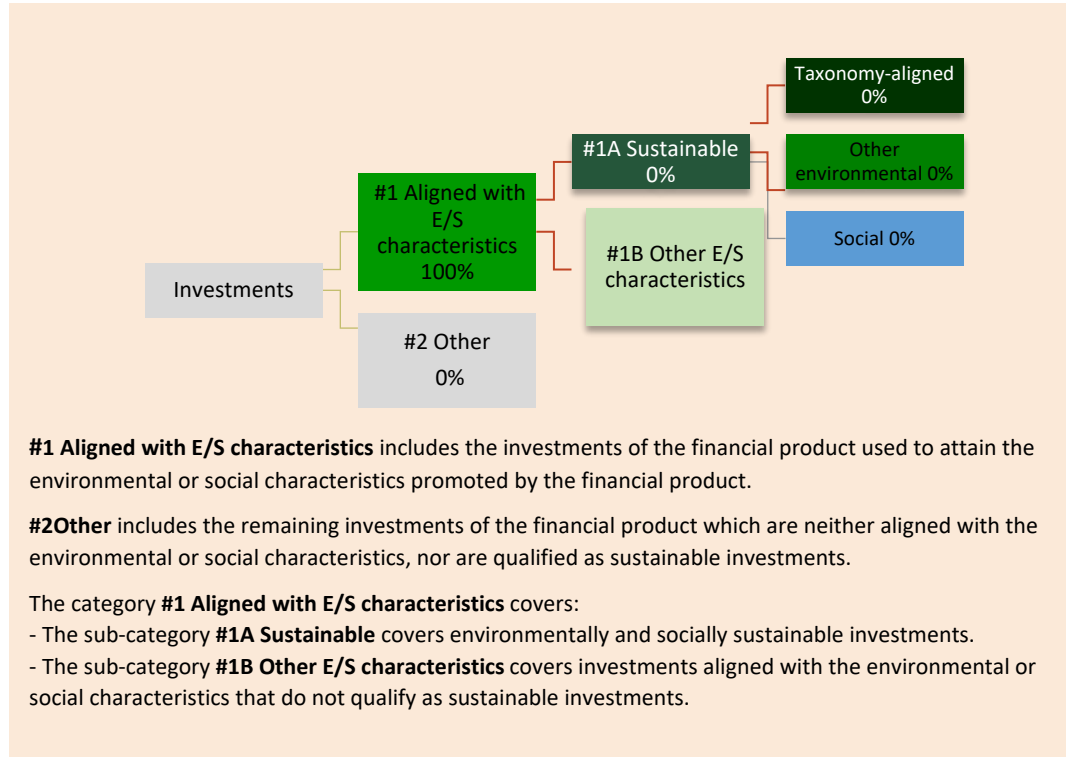 Taxonomy-aligned
0%
#1A Sustainable
0%
Other
environmental 0%
#1 Aligned with
E/S
characteristics
100%
Social 0%
#1B Other E/S
characteristics
Investments
#2 Other
0%
#1 Aligned with E/S characteristics includes the investments of the financial product used to attain the
environmental or social characteristics promoted by the financial product.
#2Other includes the remaining investments of the financial product which are neither aligned with the
environmental or social characteristics, nor are qualified as sustainable investments.
The category #1 Aligned with E/S characteristics covers:
- The sub-category #1A Sustainable covers environmentally and socially sustainable investments.
- The sub-category #1B Other E/S characteristics covers investments aligned with the environmental or
social characteristics that do not qualify as sustainable investments.